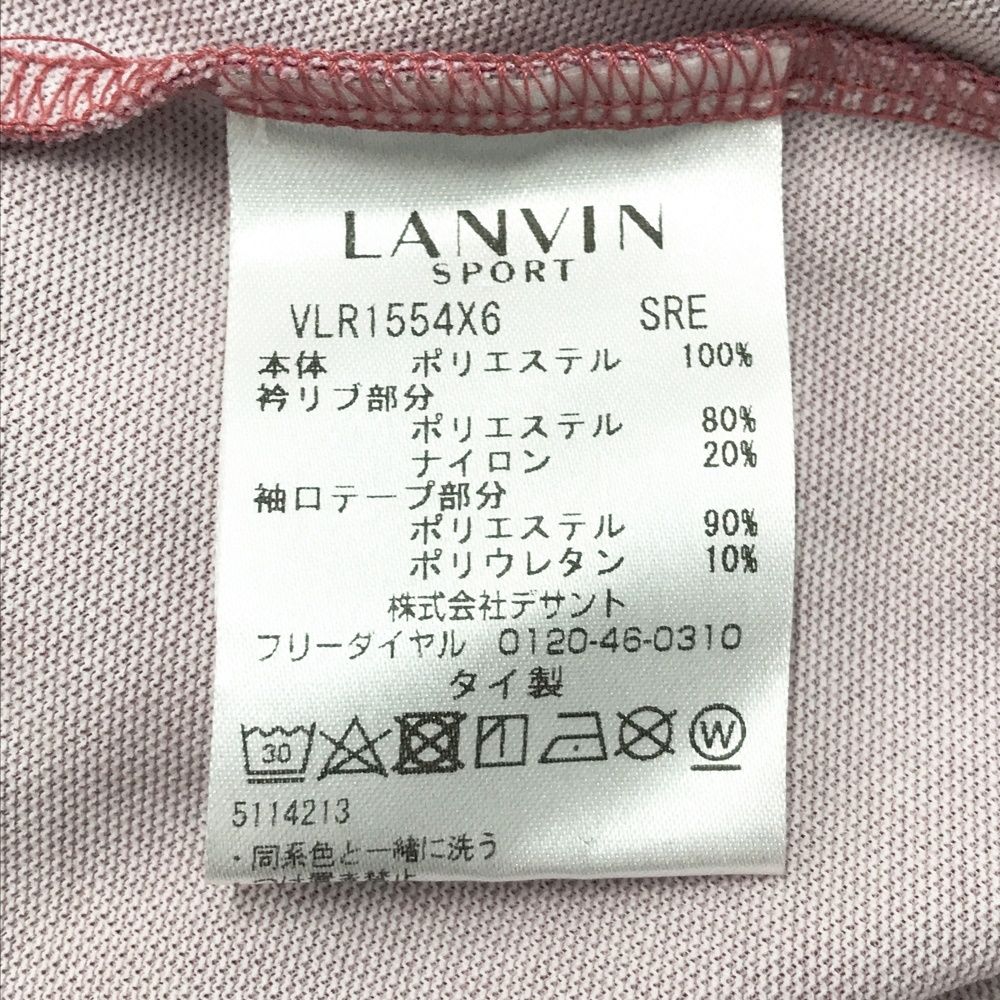 LANVIN
SPORT
VLR1554X6 SRE
本体 ポリエステル 100%
衿リブ部分
ポリエステル 80%
ナイロン 20%
袖口テープ部分
ポリエステル 90%
ポリウレタン 10%
株式会社デサント
フリーダイヤル 0120-46-0310
タイ製
30 W
5114213
・同系色と一緒に洗う